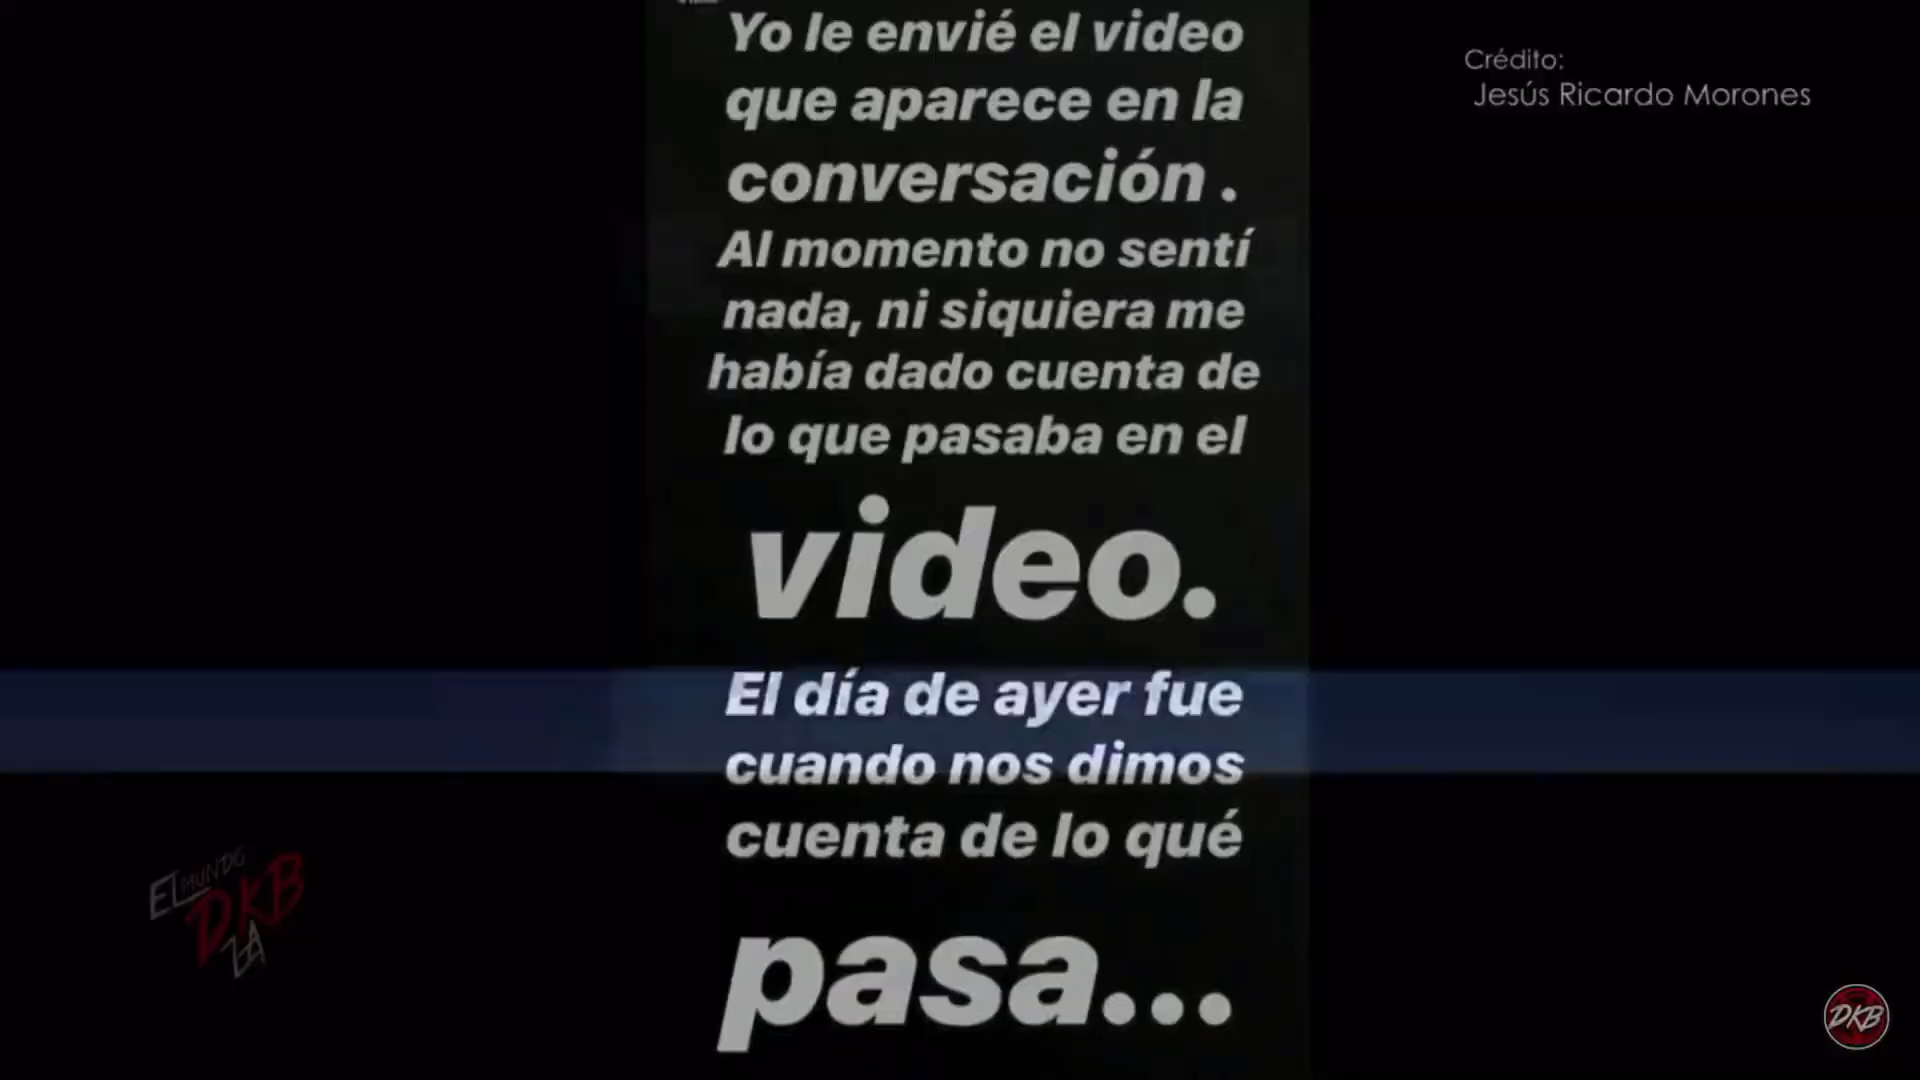 Yo le envié el video
que aparece en la
conversación .
Al momento no sentí
nada, ni siquiera me
había dado cuenta de
lo que pasaba en el
video.
El día de ayer fue
cuando nos dimos
cuenta de lo qué
pasa...
Crédito:
Jesús Ricardo Morones
EL MUNDO
DKB
ZA
DKB